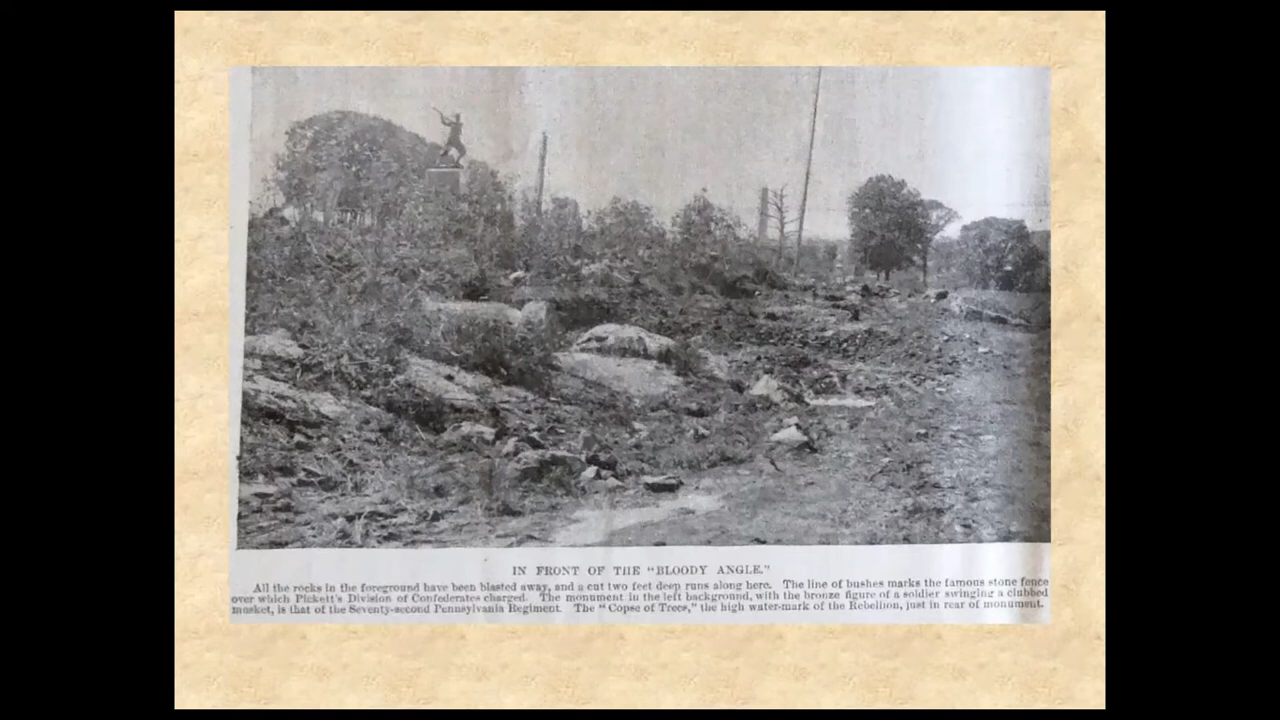 IN FRONT OF THE "BLOODY ANGLE."
All the rocks in the foreground have been blasted away, and a cut two feet deep runs along here. The line of bushes marks the famous stone fence
over which Pickett's Division of Confederates charged. The monument in the left background, with the bronze figure of a soldier swinging a clubbed
musket, is that of the Seventy-second Pennsylvania Regiment. The "Copse of Trees," the high water-mark of the Rebellion, just in rear of monument.